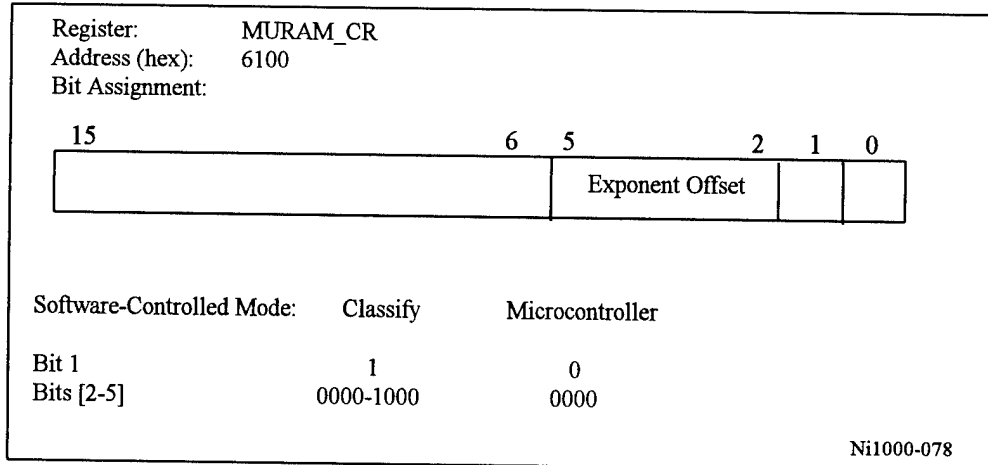 Register: MURAM_CR
Address (hex): 6100
Bit Assignment:
15 6 5 2 1 0
Exponent Offset
Software-Controlled Mode: Classify Microcontroller
Bit 1 1 0
Bits [2-5] 0000-1000 0000
Ni1000-078